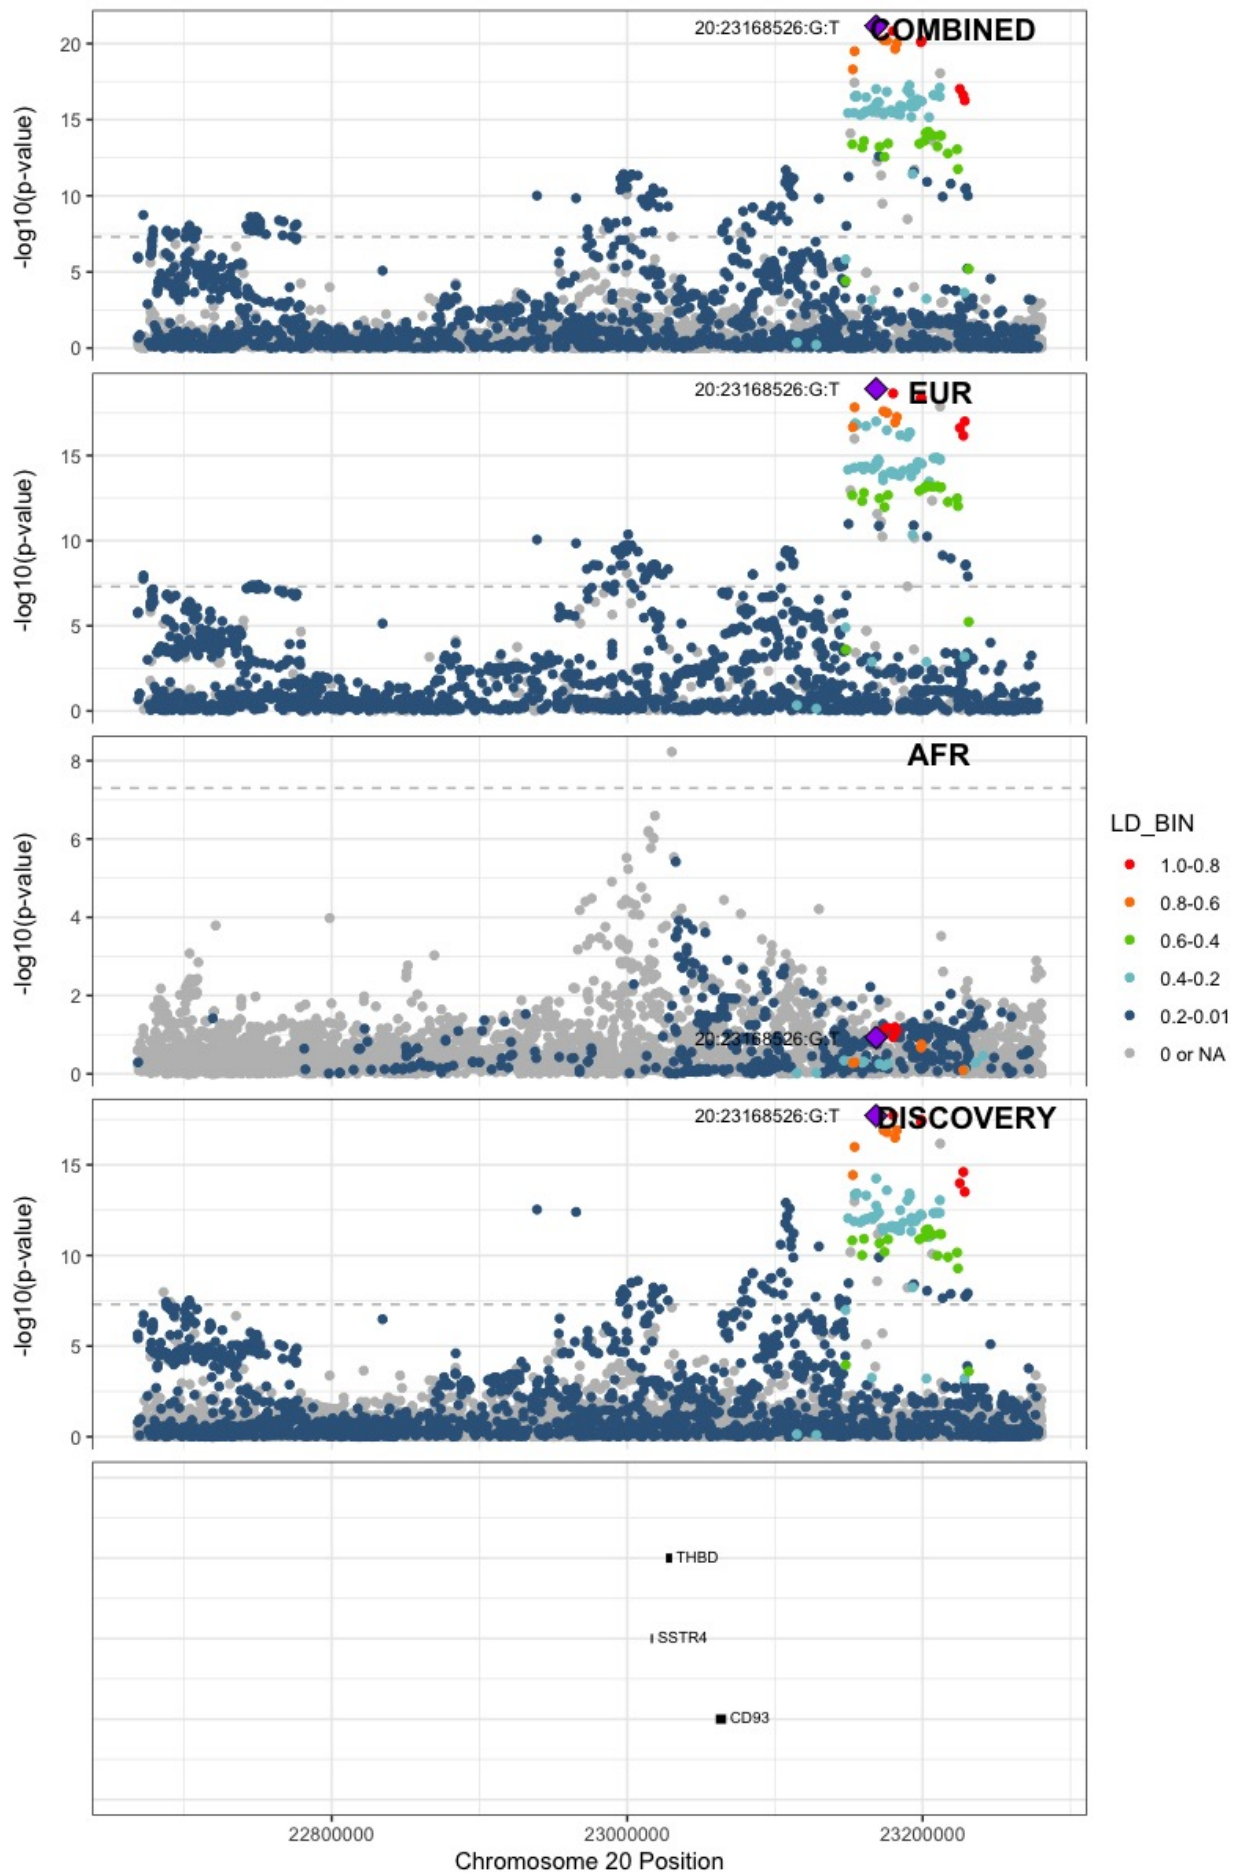 20:23168526:G:T
COMBINED
20
15
10
5
0
-log10(p-value)
20:23168526:G:T
EUR
15
10
5
0
-log10(p-value)
AFR
8
6
4
2
0
-log10(p-value)
20:23168526:G:T
LD_BIN
1.0-0.8
0.8-0.6
0.6-0.4
0.4-0.2
0.2-0.01
0 or NA
20:23168526:G:T
DISCOVERY
15
10
5
0
-log10(p-value)
THBD
SSTR4
CD93
22800000 23000000 23200000
Chromosome 20 Position